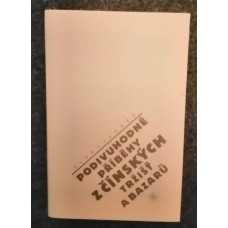 PODIVUHODNÉ
PŘÍBĚHY
Z ČÍNSKÝCH
TRŽIŠŤ
A BAZARŮ